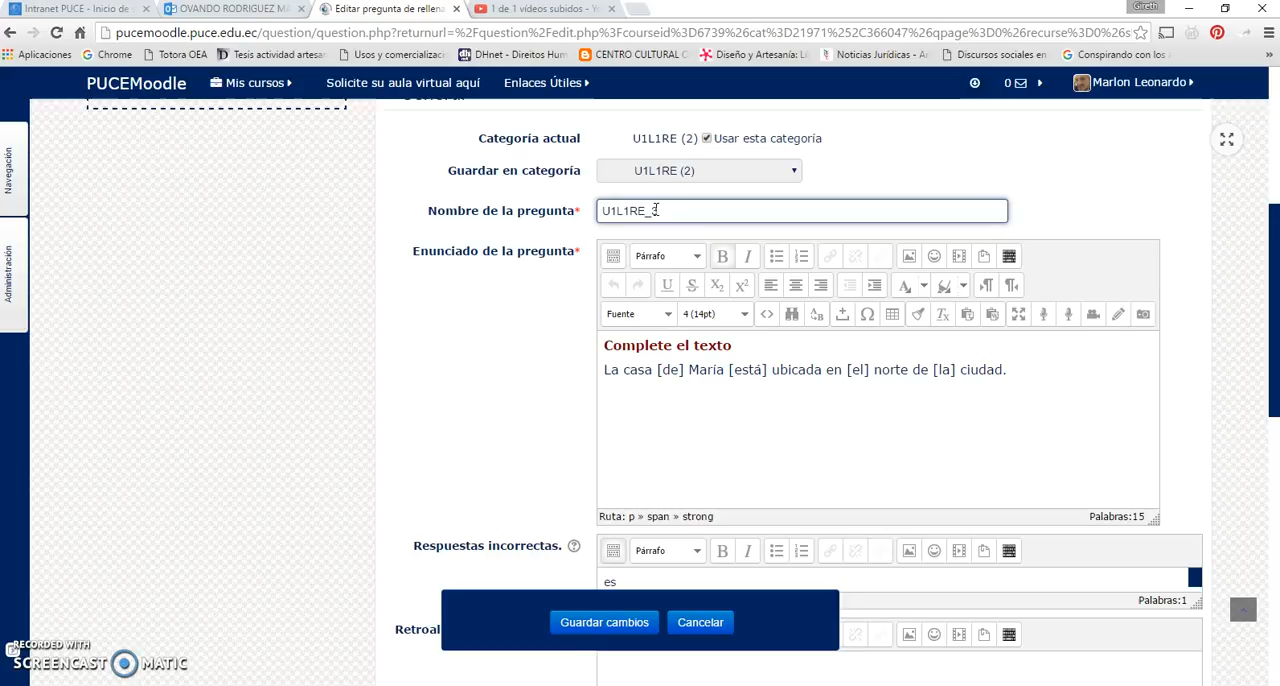 Gireth
Intranet PUCE - Inicio de
OVANDO RODRIGUEZ MA
Editar pregunta de rellena
1 de 1 vídeos subidos - Yo
pucemoodle.puce.edu.ec/question/question.php?returnurl=%2Fquestion%2Fedit.php%3Fcourseid%3D6739%26cat%3D21971%252C366047%26qpage%3D0%26recurse%3D0%26s
Aplicaciones
Chrome
Totora OEA
Tesis actividad artesar
Usos y comercializac
DHnet - Direitos Hum
CENTRO CULTURAL C
Diseño y Artesanía: L
Noticias Jurídicas - A
Discursos sociales en
Conspirando con los
»
PUCEMoodle
Mis cursos
Solicite su aula virtual aquí
Enlaces Útiles
0
Marlon Leonardo
Navegación
Administración
Categoría actual
U1L1RE (2)
Usar esta categoría
Guardar en categoría
U1L1RE (2)
Nombre de la pregunta*
U1L1RE_3
Enunciado de la pregunta*
Párrafo
Fuente
4 (14pt)
Complete el texto
La casa [de] María [está] ubicada en [el] norte de [la] ciudad.
Ruta: p » span » strong
Palabras:15
Respuestas incorrectas.
Párrafo
es
Palabras:1
Guardar cambios
Cancelar
RECORDED WITH
SCREENCAST MATIC